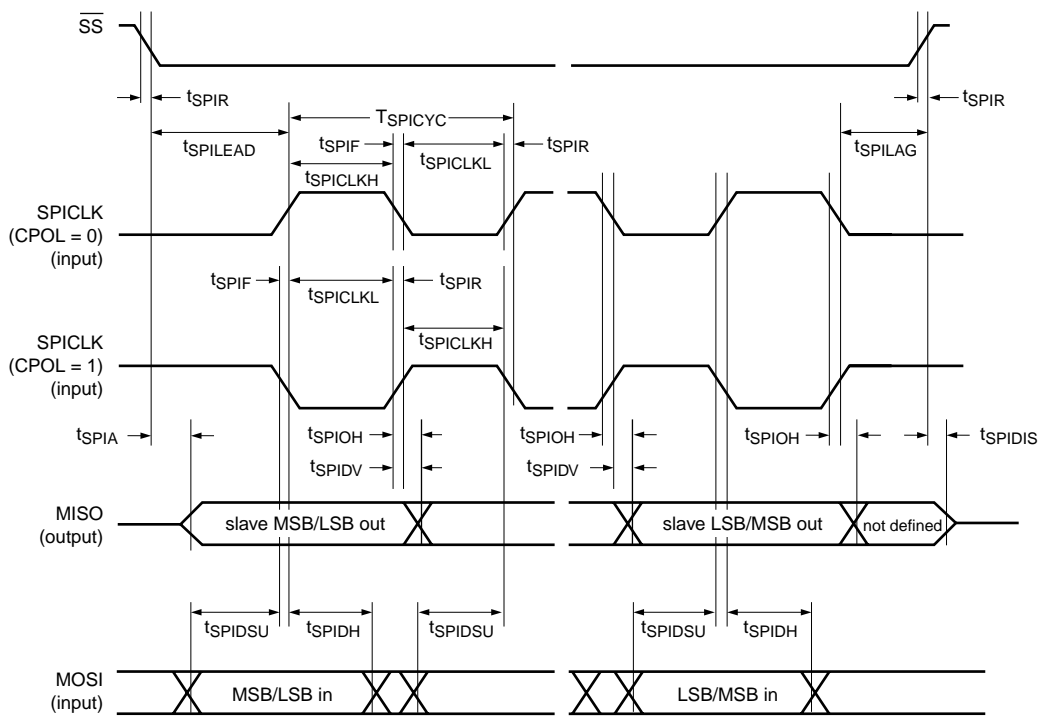 SS
tSPIR
tSPIR
TSPICYC
tSPILEAD
tSPIF
tSPICLKL
tSPIR
tSPILAG
tSPICLKH
SPICLK
(CPOL = 0)
(input)
tSPIF
tSPICLKL
tSPIR
tSPICLKH
SPICLK
(CPOL = 1)
(input)
tSPIA
tSPIOH
tSPIOH
tSPIOH
tSPIDIS
tSPIDV
tSPIDV
MISO
(output)
slave MSB/LSB out
slave LSB/MSB out
not defined
tSPIDSU
tSPIDH
tSPIDSU
tSPIDSU
tSPIDH
MOSI
(input)
MSB/LSB in
LSB/MSB in